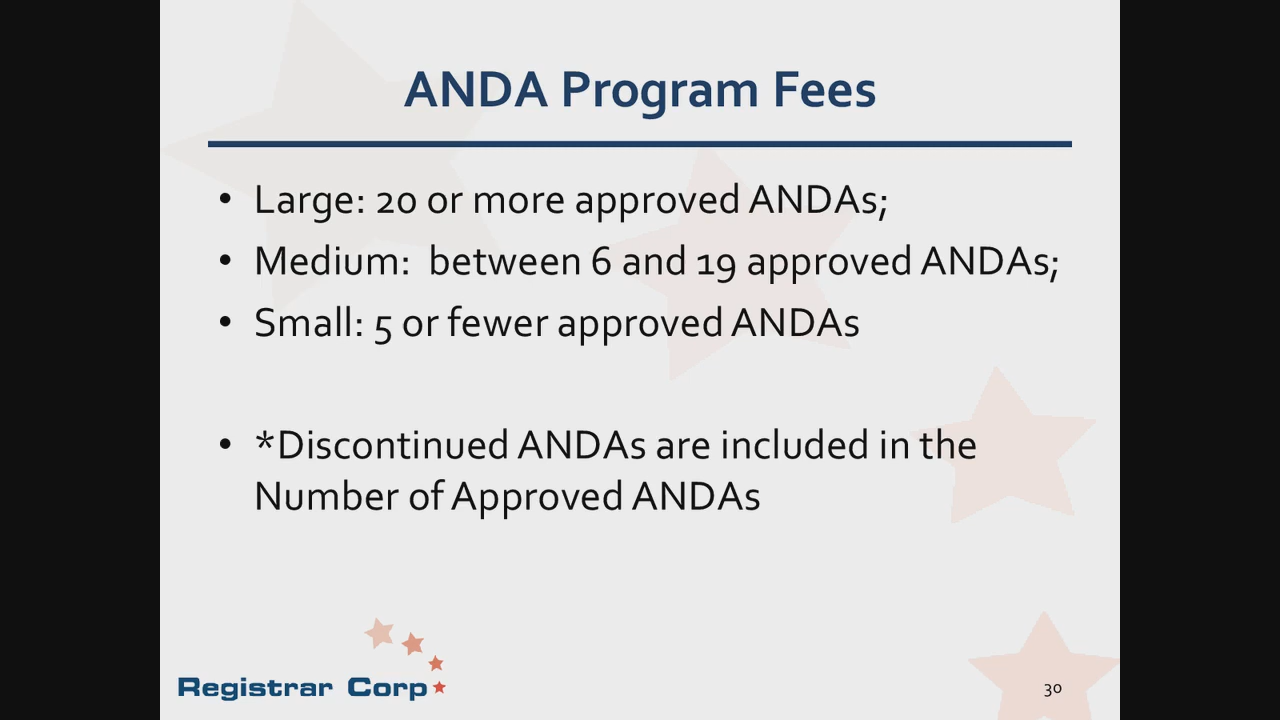 ANDA Program Fees
• Large: 20 or more approved ANDAs;
• Medium:  between 6 and 19 approved ANDAs;
• Small: 5 or fewer approved ANDAs
• *Discontinued ANDAs are included in the
Number of Approved ANDAs
Registrar Corp
30